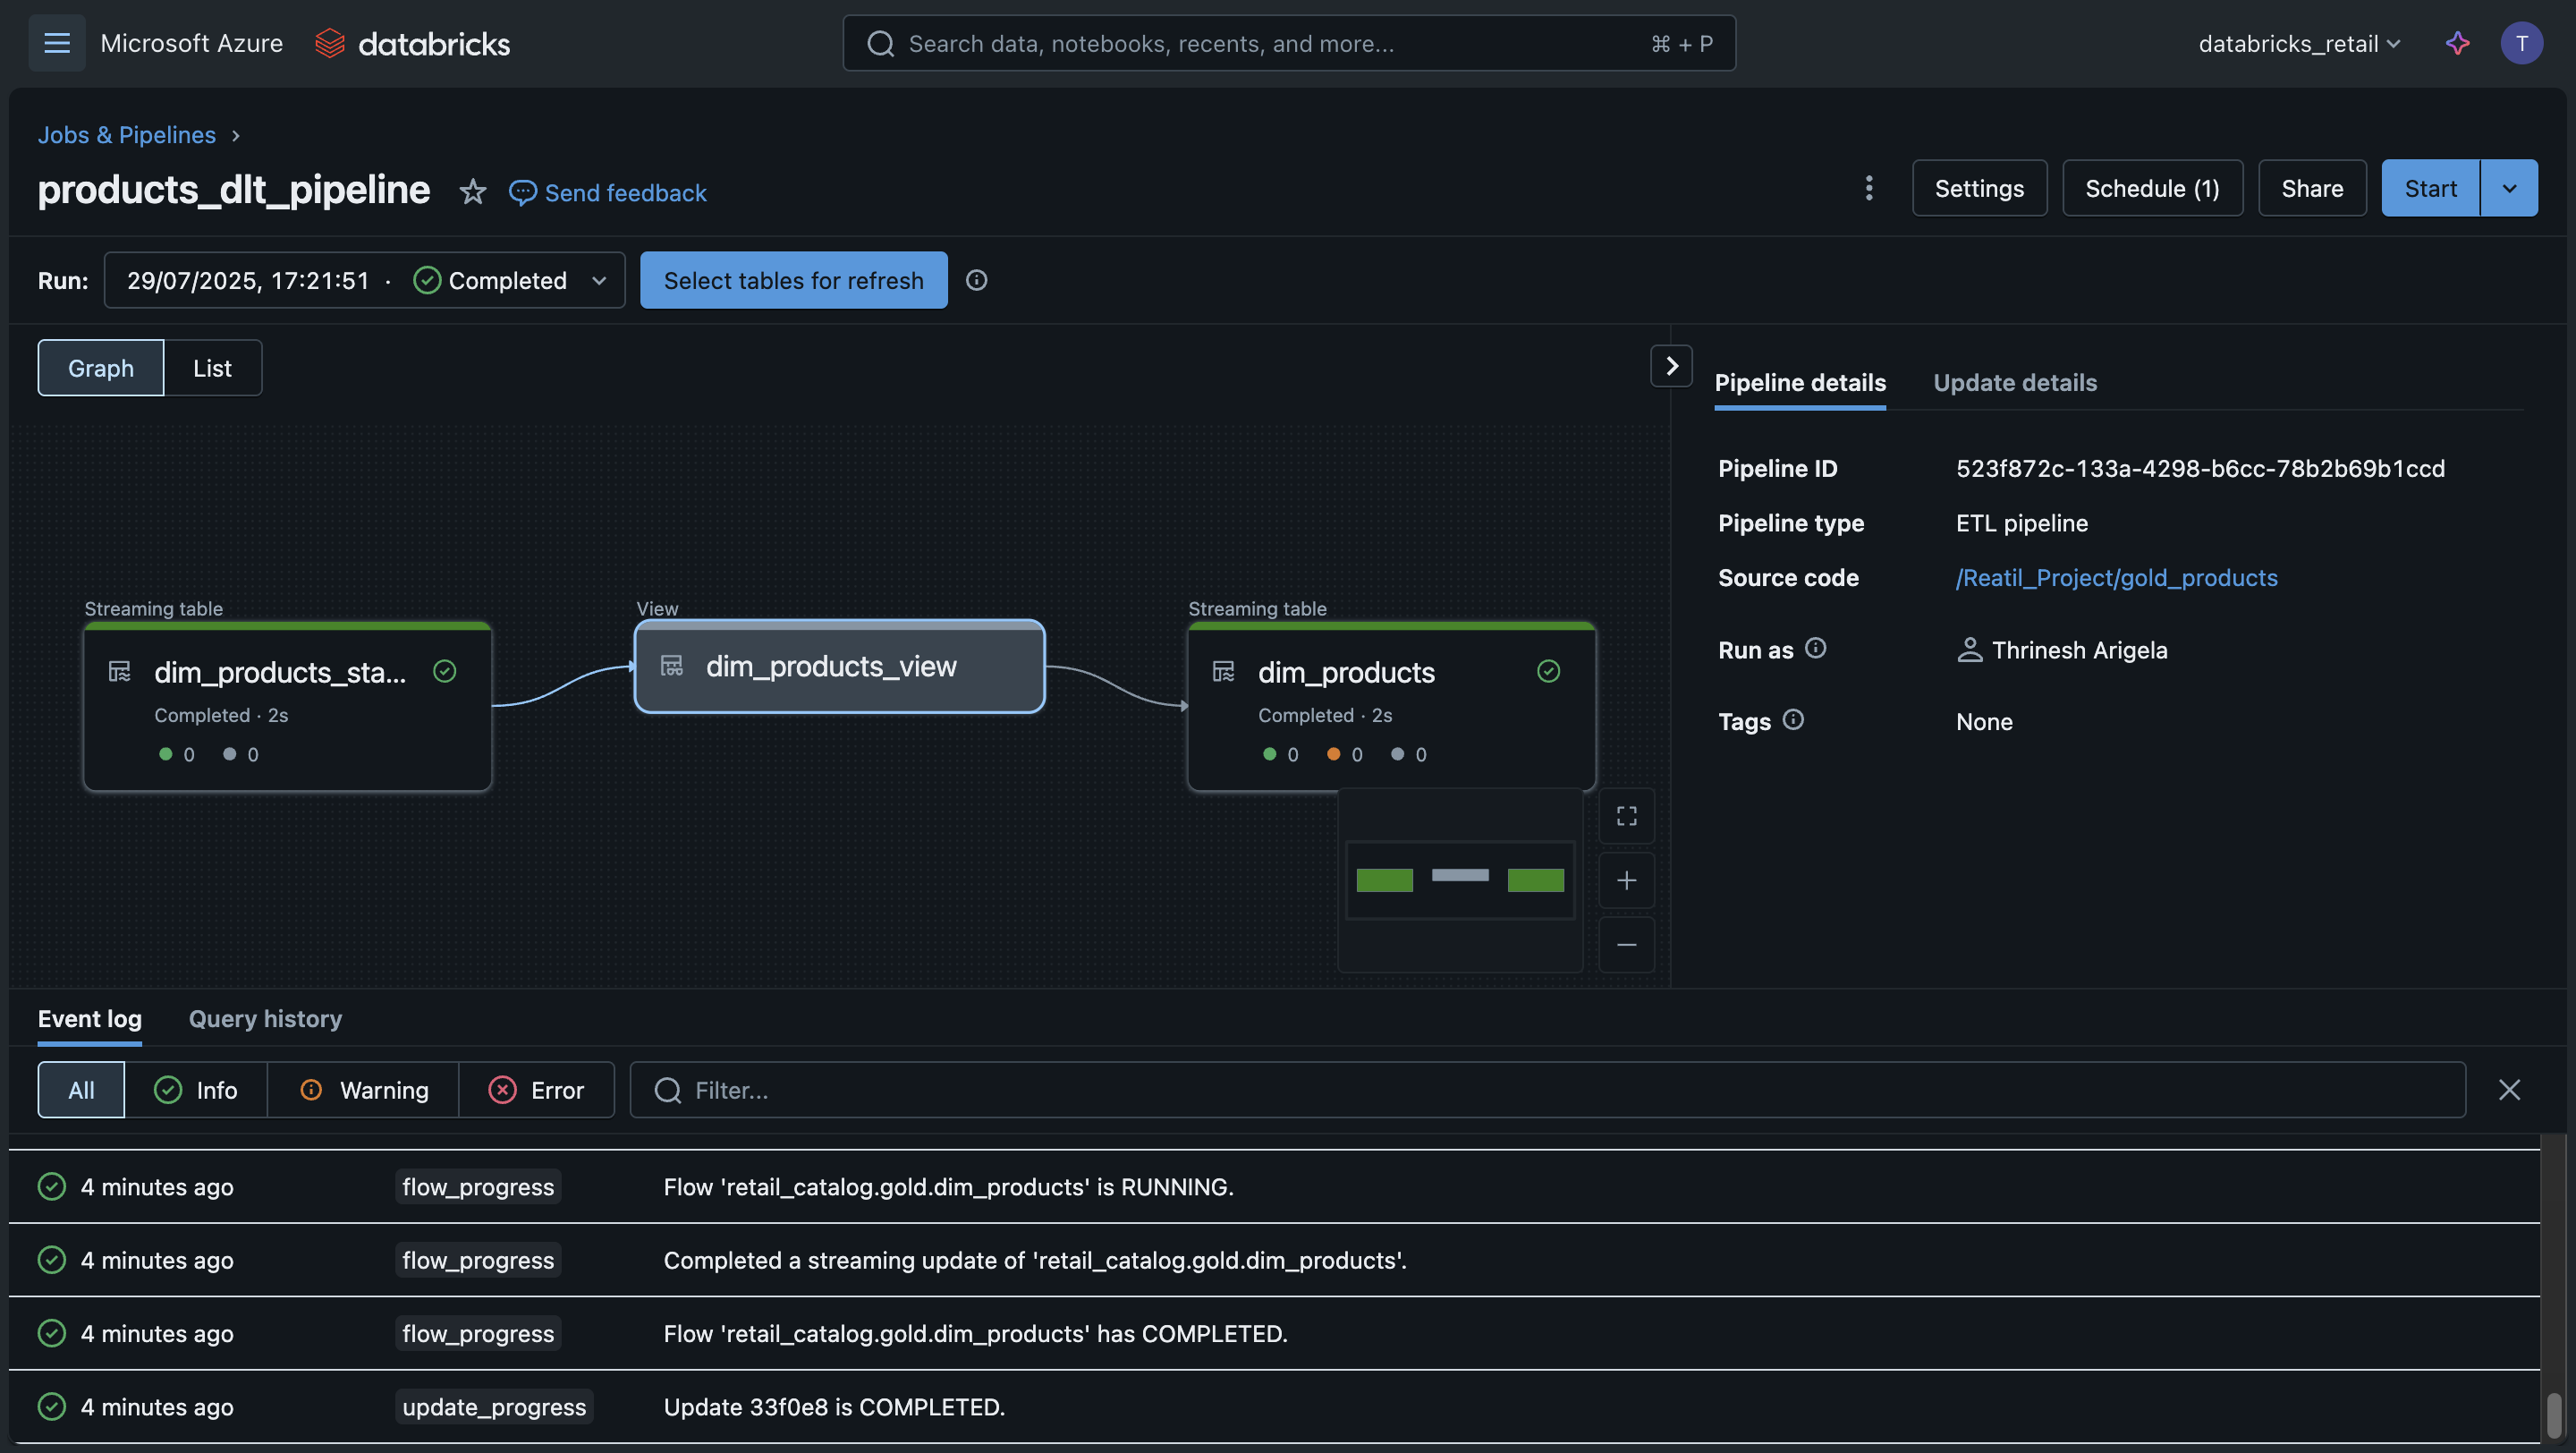 Microsoft Azure databricks Search data, notebooks, recents, and more... ⌘ + P databricks_retail T
Jobs & Pipelines >
products_dlt_pipeline Send feedback Settings Schedule (1) Share Start
Run: 29/07/2025, 17:21:51 · Completed Select tables for refresh
Graph List
Pipeline details Update details
Pipeline ID 523f872c-133a-4298-b6cc-78b2b69b1ccd
Pipeline type ETL pipeline
Source code /Reatil_Project/gold_products
Run as Thrinesh Arigela
Tags None
Streaming table
dim_products_sta...
Completed · 2s
0 0
View
dim_products_view
Streaming table
dim_products
Completed · 2s
0 0 0
Event log Query history
All Info Warning Error Filter...
4 minutes ago flow_progress Flow 'retail_catalog.gold.dim_products' is RUNNING.
4 minutes ago flow_progress Completed a streaming update of 'retail_catalog.gold.dim_products'.
4 minutes ago flow_progress Flow 'retail_catalog.gold.dim_products' has COMPLETED.
4 minutes ago update_progress Update 33f0e8 is COMPLETED.